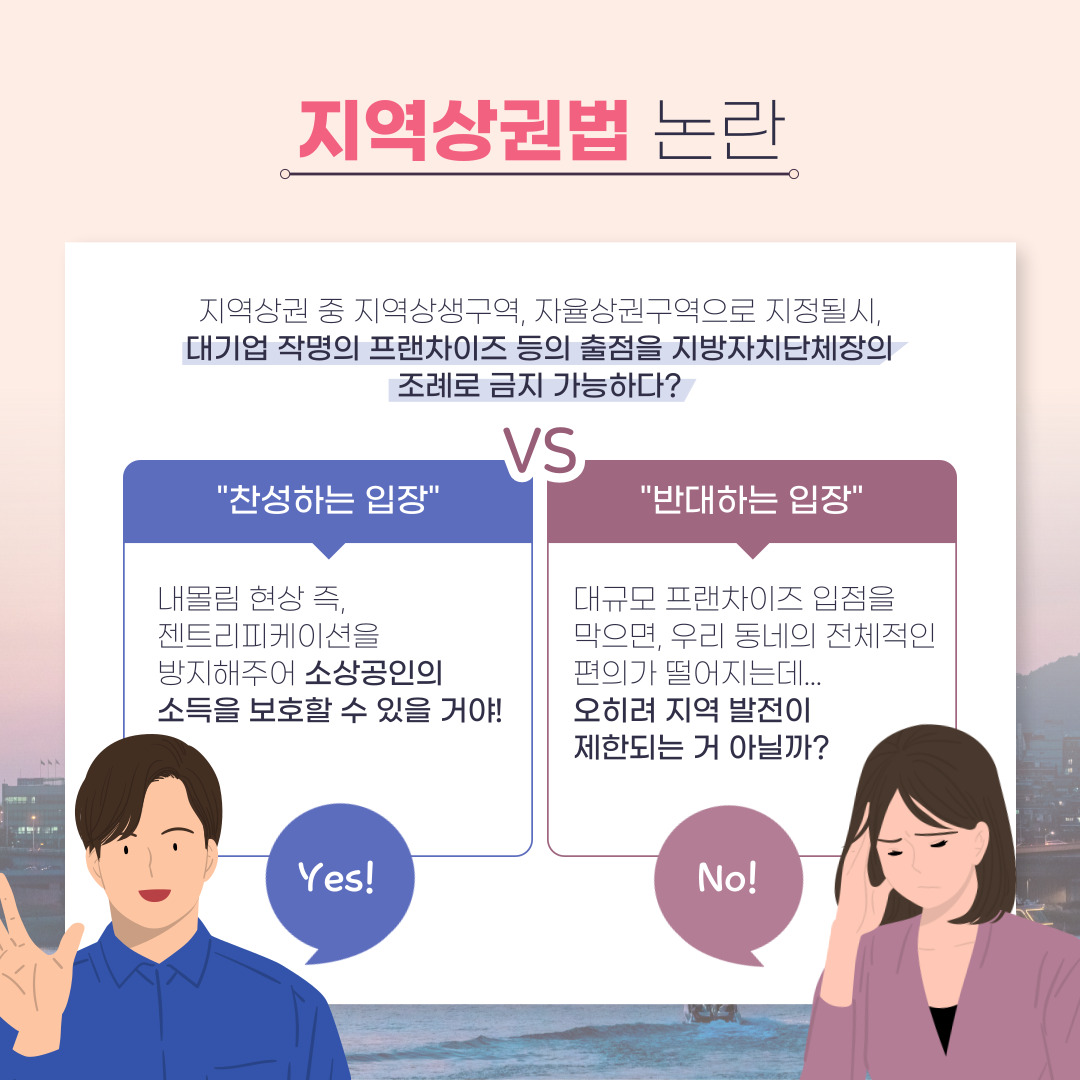 지역상권법 논란
지역상권 중 지역상생구역, 자율상권구역으로 지정될시,
대기업 작명의 프랜차이즈 등의 출점을 지방자치단체장의
조례로 금지 가능하다?
VS
"찬성하는 입장"
내몰림 현상 즉,
젠트리피케이션을
방지해주어 소상공인의
소득을 보호할 수 있을 거야!
Yes!
"반대하는 입장"
대규모 프랜차이즈 입점을
막으면, 우리 동네의 전체적인
편의가 떨어지는데...
오히려 지역 발전이
제한되는 거 아닐까?
No!